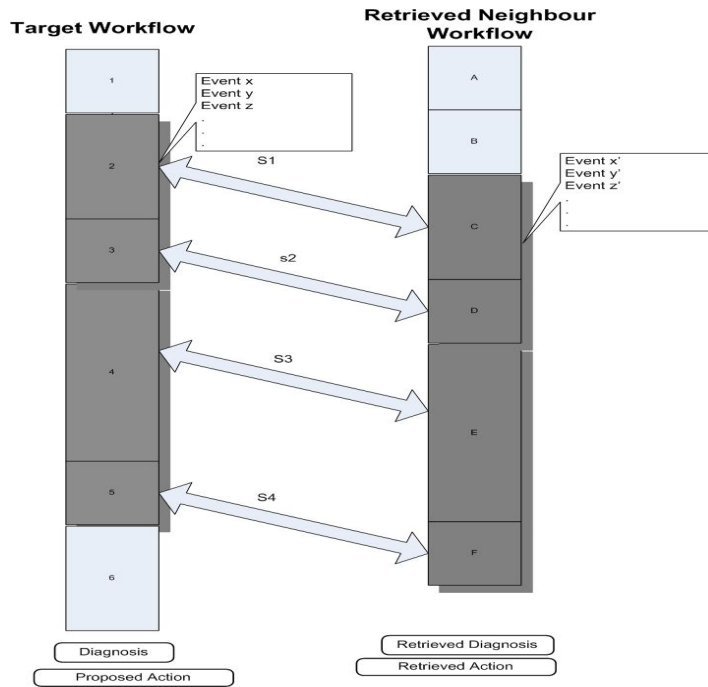 Target Workflow
Retrieved Neighbour
Workflow
1
Event x
Event y
Event z
.
.
.
2
3
4
5
6
S1
s2
S3
S4
A
B
C
D
E
F
Event x'
Event y'
Event z'
.
.
.
Diagnosis
Proposed Action
Retrieved Diagnosis
Retrieved Action